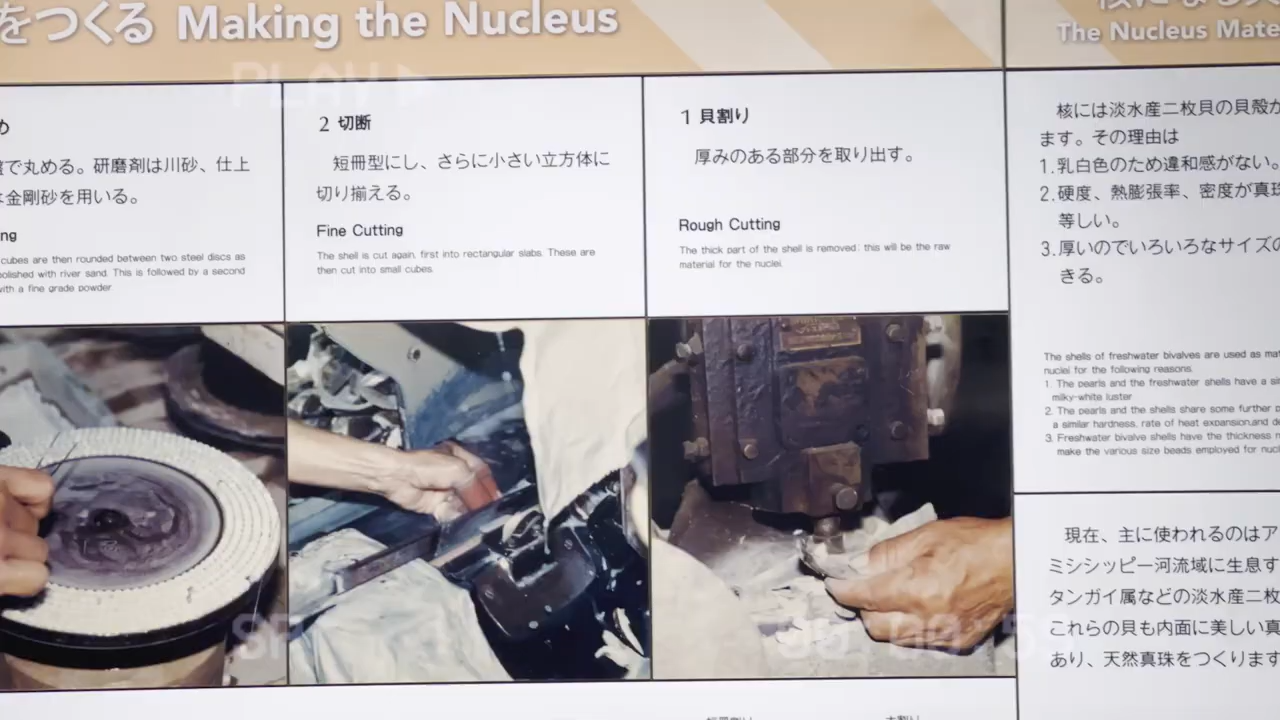 をつくる Making the Nucleus
The Nucleus
PLAY
め
で丸める。研磨剤は川砂、仕上
金剛砂を用いる。
ng
cubes are then rounded between two steel discs as
polished with river sand. This is followed by a second
with a fine grade powder
2 切断
短冊型にし、さらに小さい立方体に
切り揃える。
Fine Cutting
The shell is cut again, first into rectangular slabs. These are
then cut into small cubes.
1 貝割り
厚みのある部分を取り出す。
Rough Cutting
The thick part of the shell is removed: this will be the raw
material for the nuclei.
核には淡水産二枚貝の貝殻が
ます。その理由は
1.乳白色のため違和感がない。
2.硬度、熱膨張率、密度が真珠
等しい。
3.厚いのでいろいろなサイズの
きる。
The shells of freshwater bivalves are used as mat
nuclei for the following reasons.
1. The pearls and the freshwater shells have a si
milky-white luster
2. The pearls and the shells share some further p
a similar hardness, rate of heat expansion,and de
3. Freshwater bivalve shells have the thickness n
make the various size beads employed for nucl
現在、主に使われるのはア
ミシシッピー河流域に生息す
タンガイ属などの淡水産二枚
これらの貝も内面に美しい真
あり、天然真珠をつくります
SP